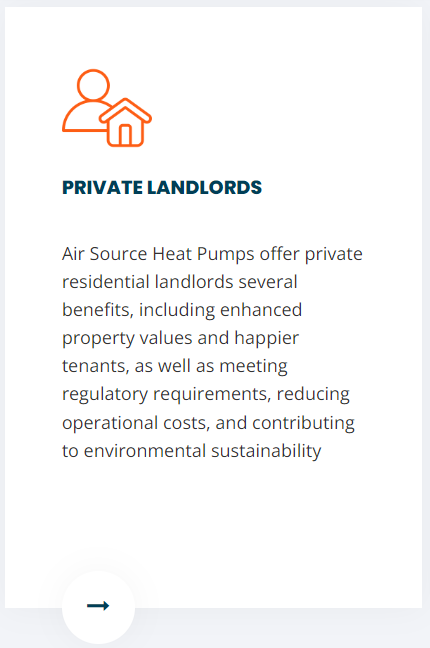 PRIVATE LANDLORDS
Air Source Heat Pumps offer private
residential landlords several
benefits, including enhanced
property values and happier
tenants, as well as meeting
regulatory requirements, reducing
operational costs, and contributing
to environmental sustainability